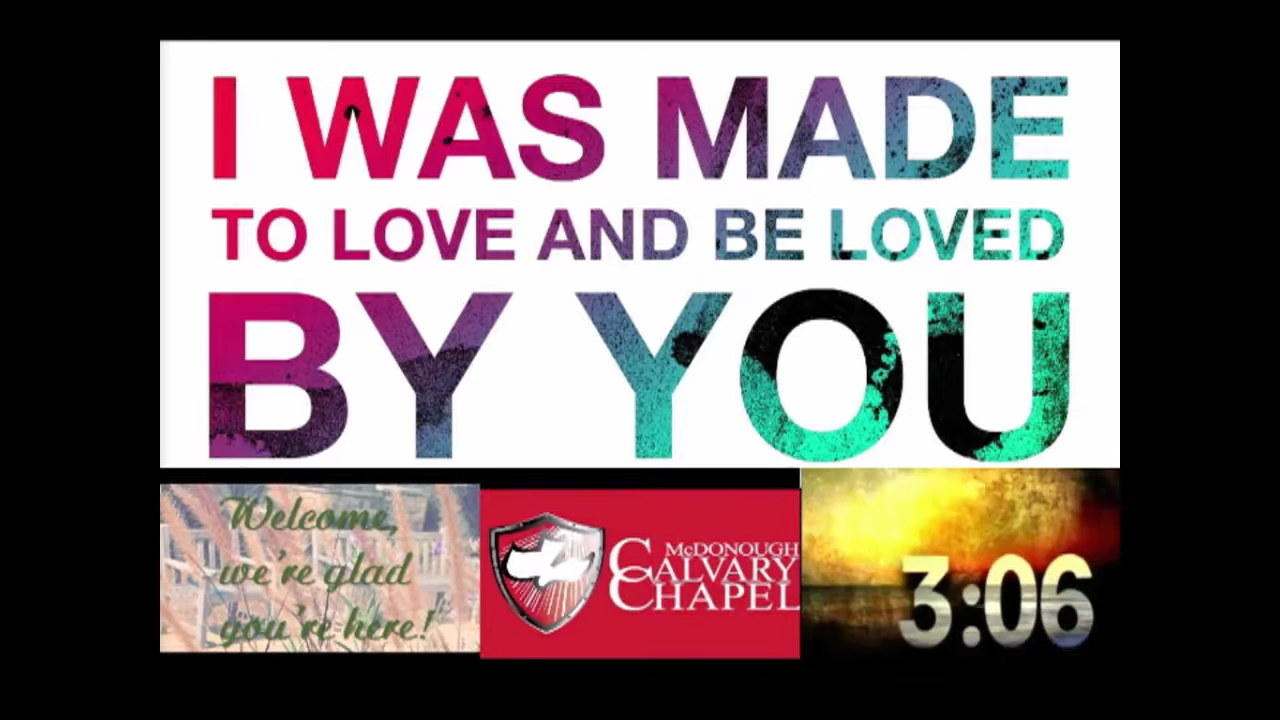 I WAS MADE
TO LOVE AND BE LOVED
BY YOU
Welcome,
we're glad
you're here!
McDONOUGH
CALVARY
CHAPEL
3:06